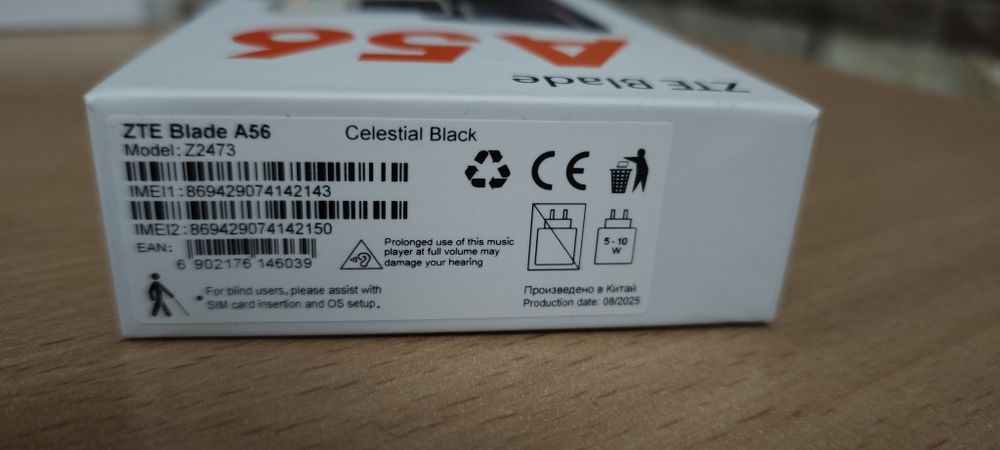 A56
ZTE Blade
ZTE Blade A56 Celestial Black
Model: Z2473
IMEI1:869429074142143
IMEI2:869429074142150
EAN:
6 902176 146039
Prolonged use of this music
player at full volume may
damage your hearing
CE
5 - 10
W
For blind users, please assist with
SIM card insertion and OS setup.
Произведено в Китай
Production date: 08/2025